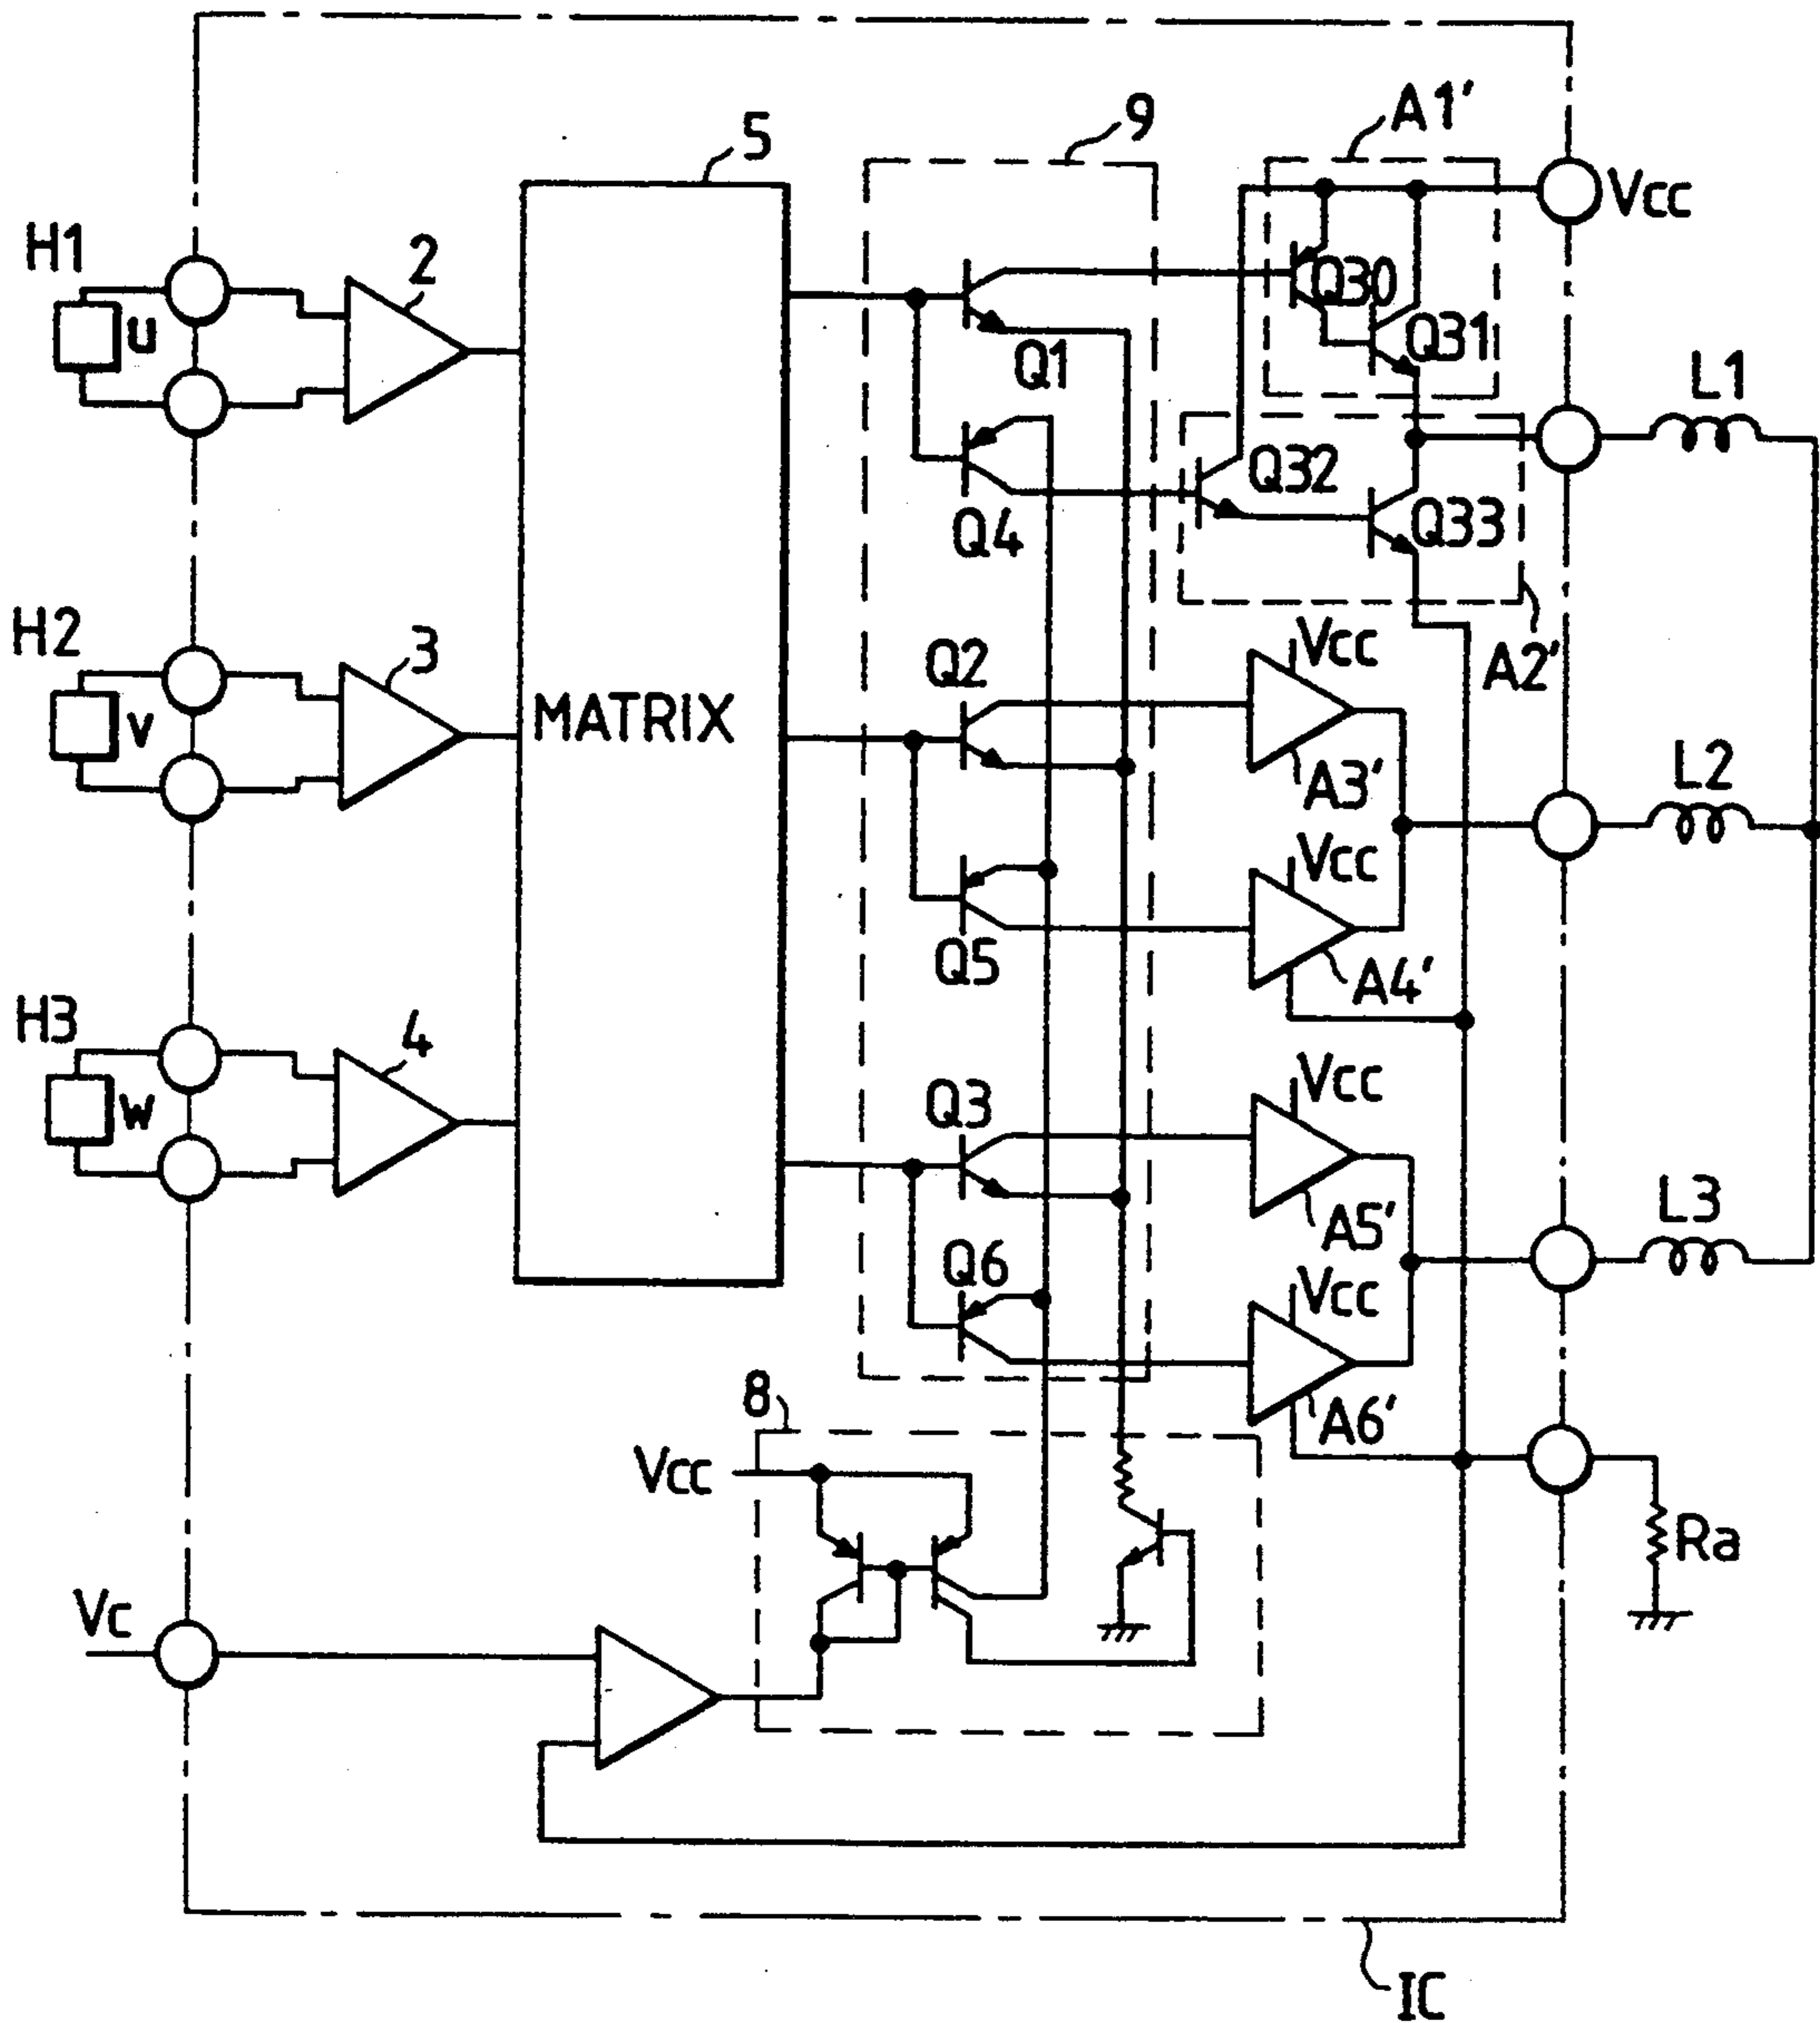 A1'
9
5
Vcc
H1
2
Q30
u
Q31
Q1
L1
Q32
Q4
Q33
H2
3
Q2
Vcc
A2'
v
MATRIX
A3'
L2
Vcc
Q5
A4'
H3
4
Vcc
Q3
w
L3
A5'
Q6
Vcc
8
A6'
Vcc
Ra
Vc
IC